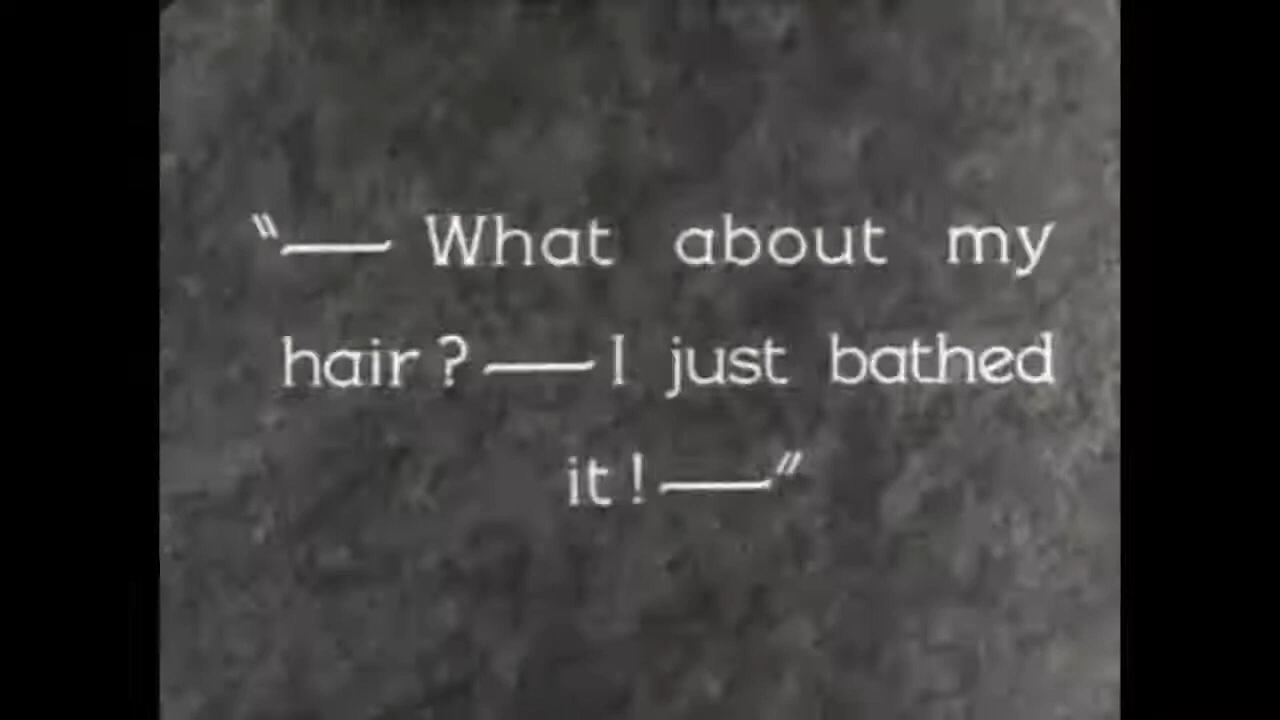 "— What about my
hair? — I just bathed
it! —"